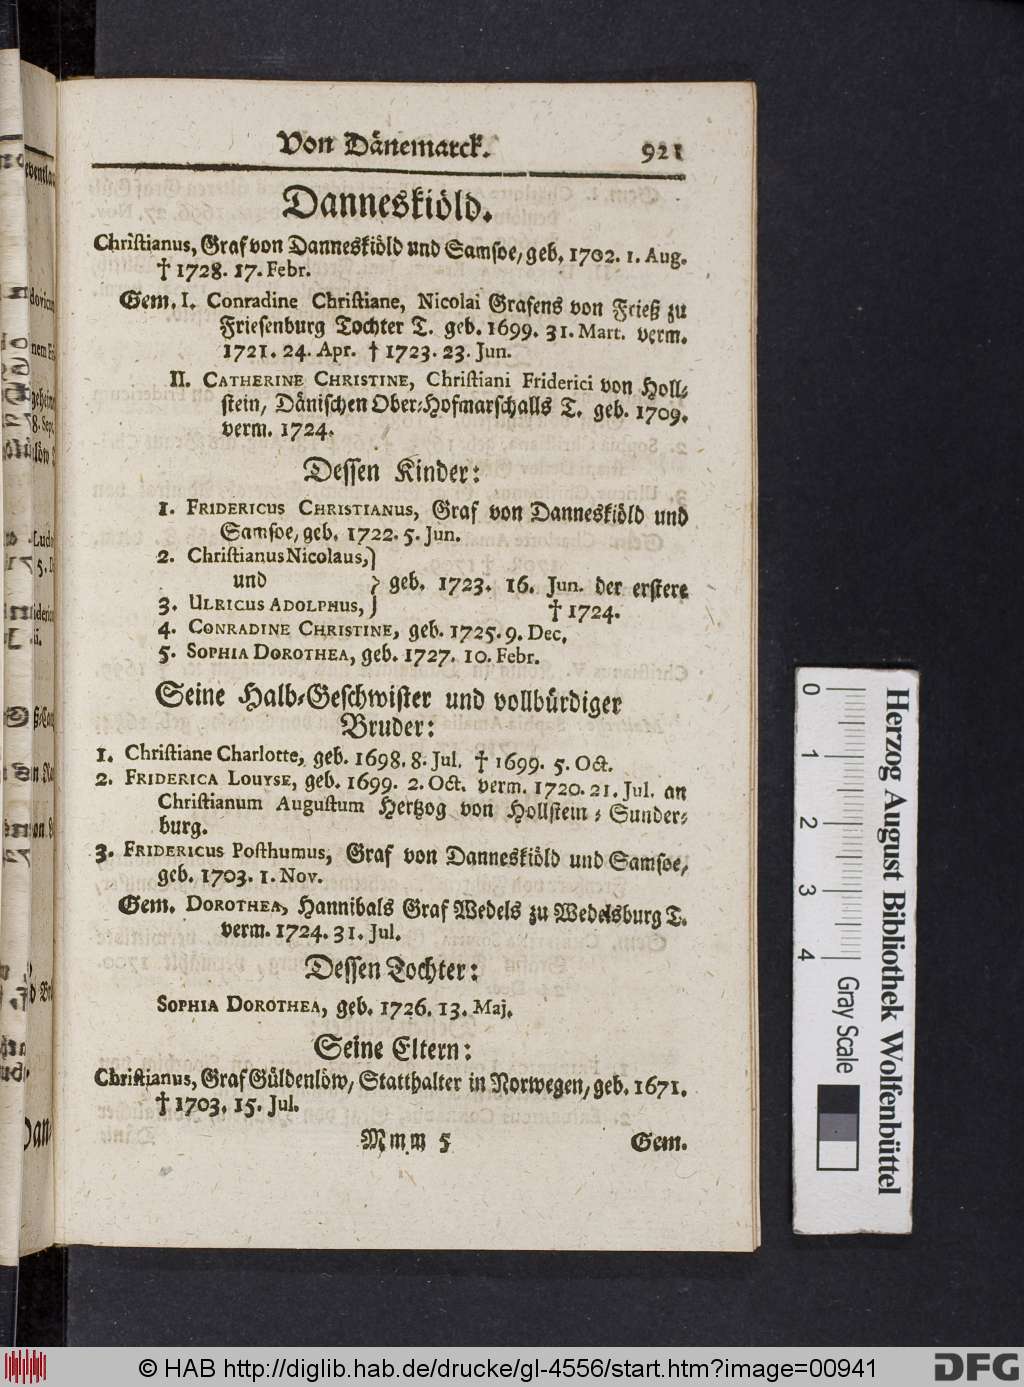 Von Dänemarck. 921
Danneskiöld.
Christianus, Graf von Danneskiöld und Samsoe, geb. 1702. 1. Aug.
† 1728. 17. Febr.
Gem. I. Conradine Christiane, Nicolai Grafens von Frieß zu
Friesenburg Tochter T. geb. 1699. 31. Mart. verm.
1721. 24. Apr. † 1723. 23. Jun.
II. CATHERINE CHRISTINE, Christiani Friderici von Holl-
stein, Dänischen Ober-Hofmarschalls T. geb. 1709.
verm. 1724.
Dessen Kinder:
1. FRIDERICUS CHRISTIANUS, Graf von Danneskiöld und
Samsoe, geb. 1722. 5. Jun.
2. Christianus Nicolaus,
und } geb. 1723. 16. Jun. der erstere
3. ULRICUS ADOLPHUS, † 1724.
4. CONRADINE CHRISTINE, geb. 1725. 9. Dec.
5. SOPHIA DOROTHEA, geb. 1727. 10. Febr.
Seine Halb-Geschwister und vollbürdiger
Bruder:
1. Christiane Charlotte, geb. 1698. 8. Jul. † 1699. 5. Oct.
2. FRIDERICA LOUYSE, geb. 1699. 2. Oct. verm. 1720. 21. Jul. an
Christianum Augustum Hertzog von Hollstein-Sunder-
burg.
3. FRIDERICUS Posthumus, Graf von Danneskiöld und Samsoe,
geb. 1703. 1. Nov.
Gem. DOROTHEA, Hannibals Graf Wedels zu Wedelsburg T.
verm. 1724. 31. Jul.
Dessen Tochter:
SOPHIA DOROTHEA, geb. 1726. 13. Maj.
Seine Eltern:
Christianus, Graf Güldenlöw, Statthalter in Norwegen, geb. 1671.
† 1703. 15. Jul.
Mmm 5 Gem.
0 1 2 3 4 Gray Scale
Herzog August Bibliothek Wolfenbüttel
© HAB http://diglib.hab.de/drucke/gl-4556/start.htm?image=00941
DFG